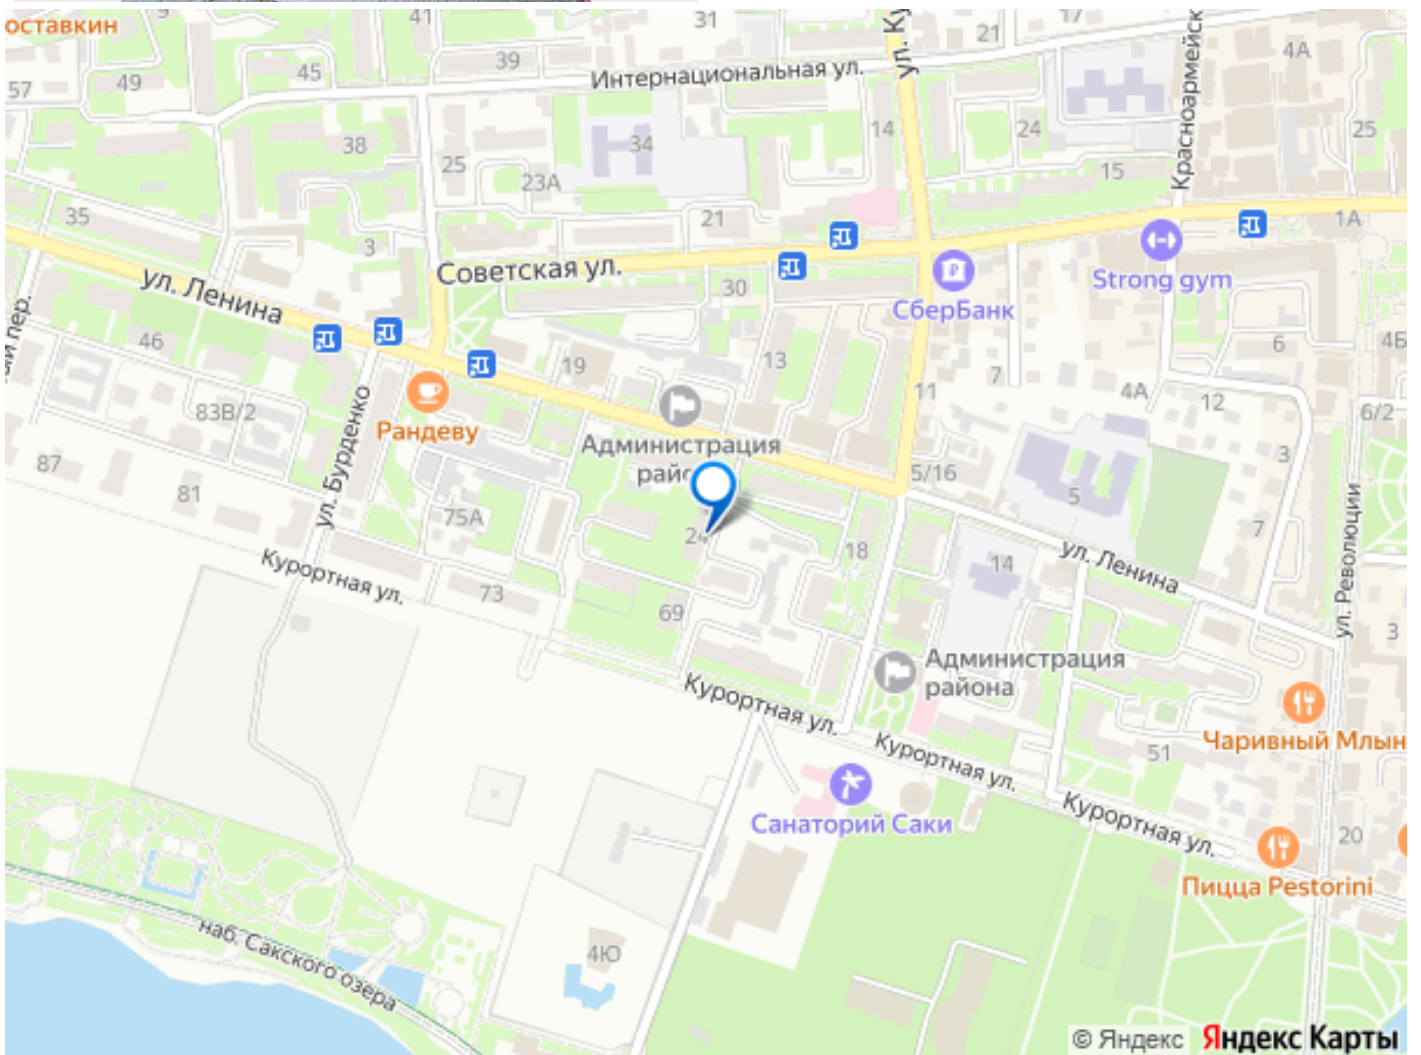 оставкин
9
41
31
17
21
4А
39
45
49
57
Интернациональная ул.
ул. Ку
Красноармейск
38
25
34
14
24
25
23А
15
35
3
21
1А
Советская ул.
ул. Ленина
30
Strong gym
СберБанк
46
19
13
11
7
6
4Б
4А
12
83В/2
ул. Бурденко
Рандеву
Администрация
6/2
87
81
5/16
3
75А
5
7
18
14
ул. Ленина
ул. Революции
Курортная ул.
73
69
3
Администрация
района
Курортная ул.
Курортная ул.
Чаривный Млын
51
Санаторий Саки
Курортная ул.
20
Пицца Pestorini
наб. Сакского озера
4Ю
© Яндекс Яндекс Карты